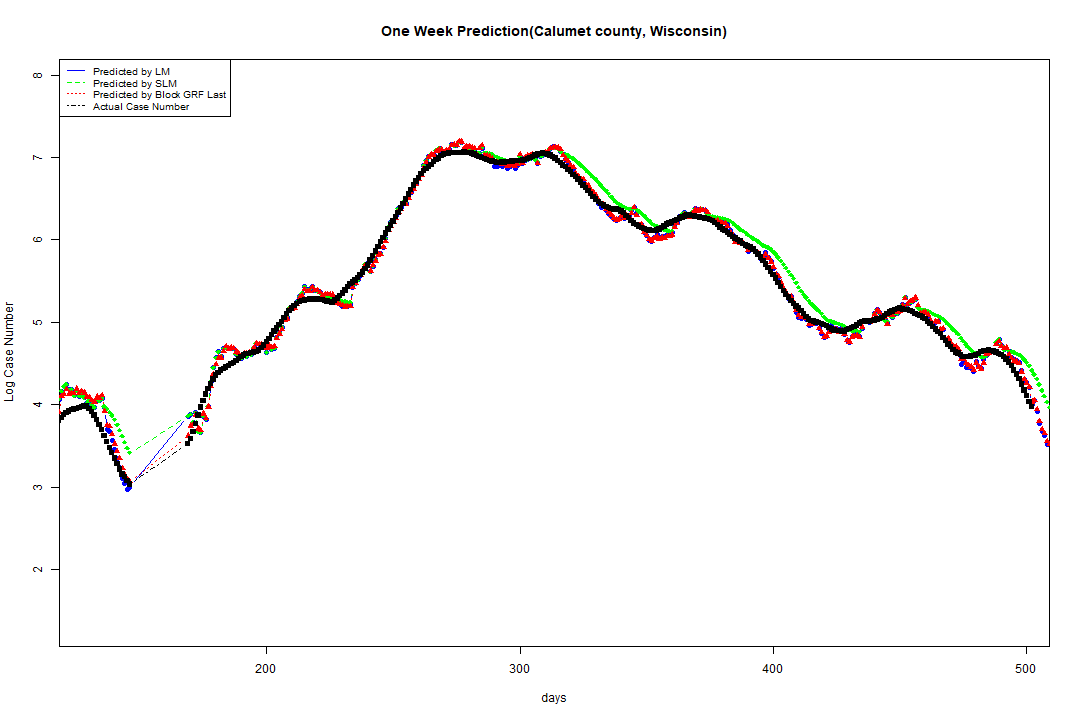 One Week Prediction(Calumet county, Wisconsin)
Predicted by LM
Predicted by SLM
Predicted by Block GRF Last
Actual Case Number
8
7
6
5
4
3
2
Log Case Number
200 300 400 500
days